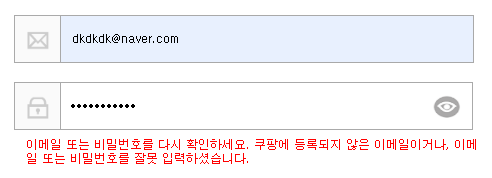 dkdkdk@naver.com
•••••••••••
이메일 또는 비밀번호를 다시 확인하세요. 쿠팡에 등록되지 않은 이메일이거나, 이메
일 또는 비밀번호를 잘못 입력하셨습니다.